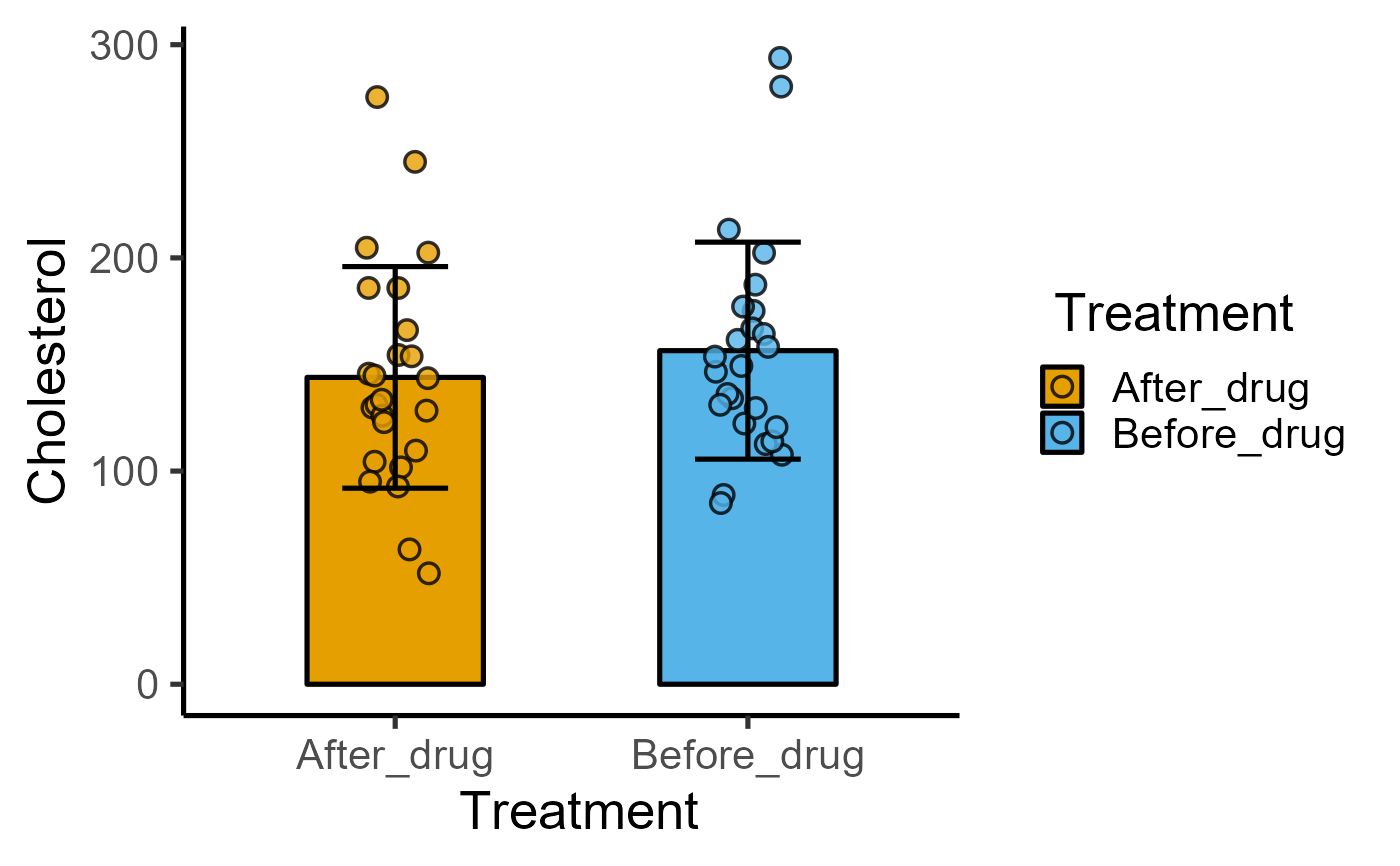 Cholesterol
300
200
100
0
After_drug
Before_drug
Treatment
Treatment
After_drug
Before_drug